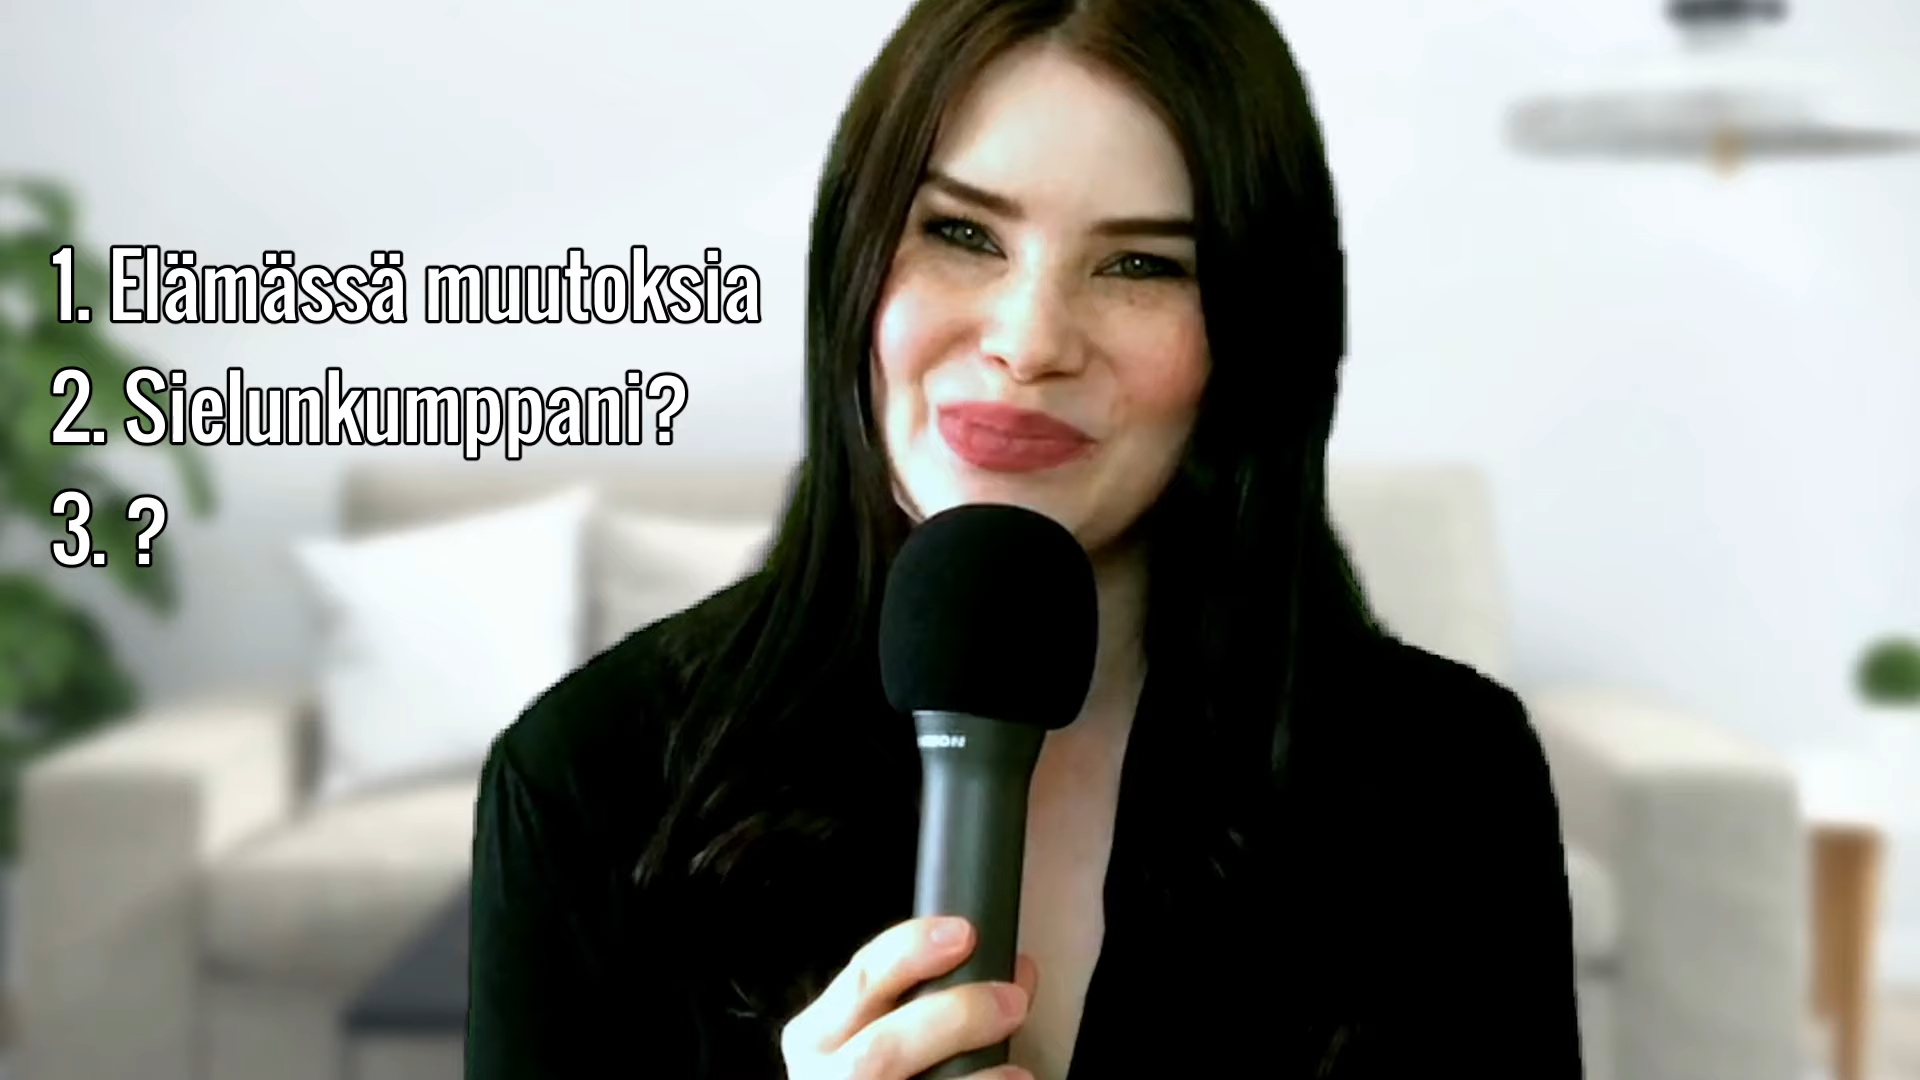 1. Elämässä muutoksia
2. Sielunkumppani?
3. ?